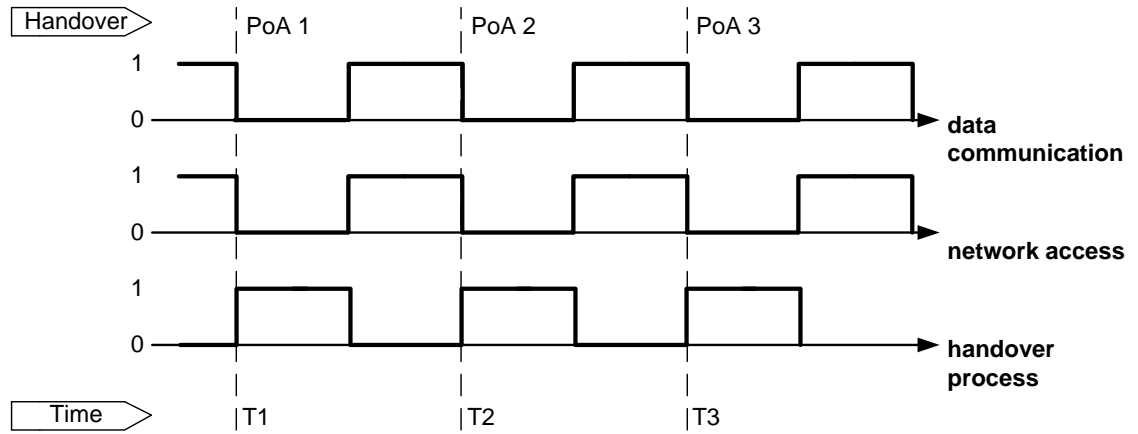 Handover
PoA 1
PoA 2
PoA 3
1
0
data
communication
1
0
network access
1
0
handover
process
Time
T1
T2
T3